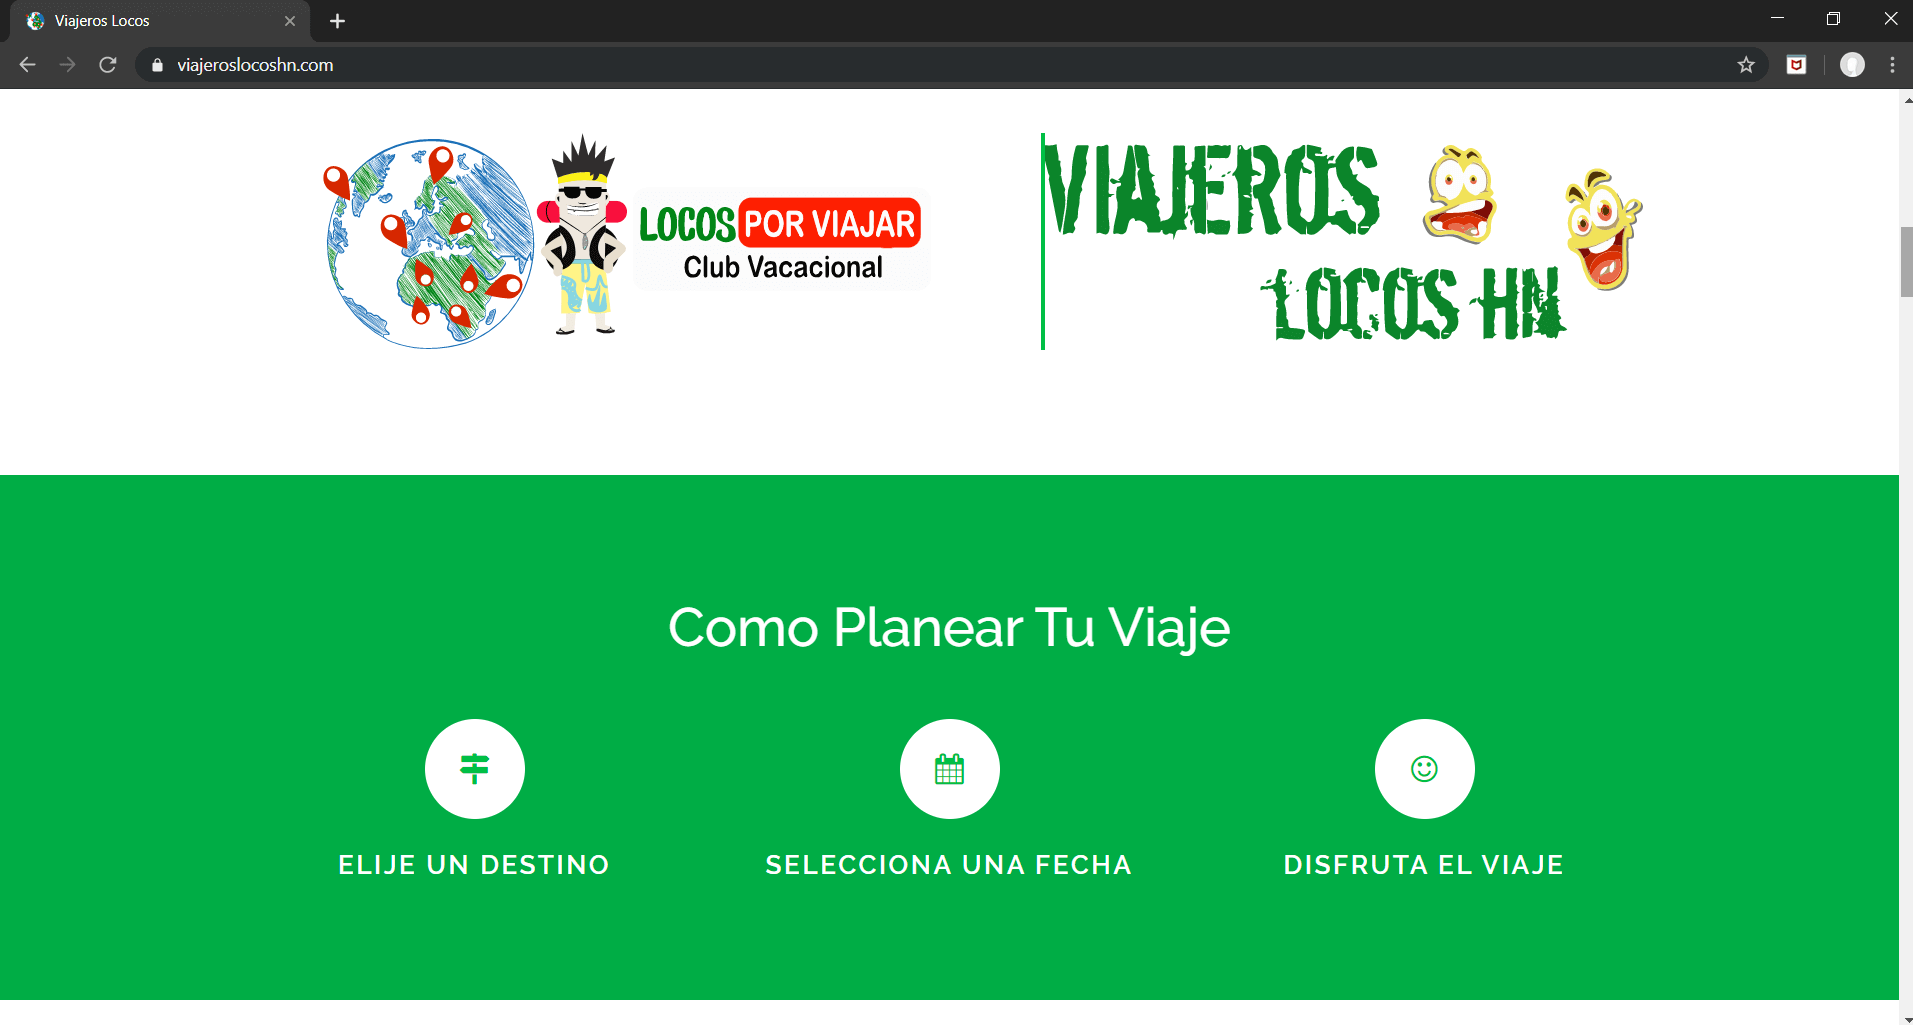 Viajeros Locos
viajeroslocoshn.com
LOCOS POR VIAJAR
Club Vacacional
VIAJEROS
LOCOS HN
Como Planear Tu Viaje
ELIJE UN DESTINO
SELECCIONA UNA FECHA
DISFRUTA EL VIAJE